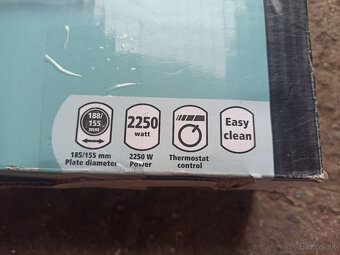 188/
155
mm
185/155 mm
Plate diameter
2250
watt
2250 W
Power
Thermostat
control
Easy
clean